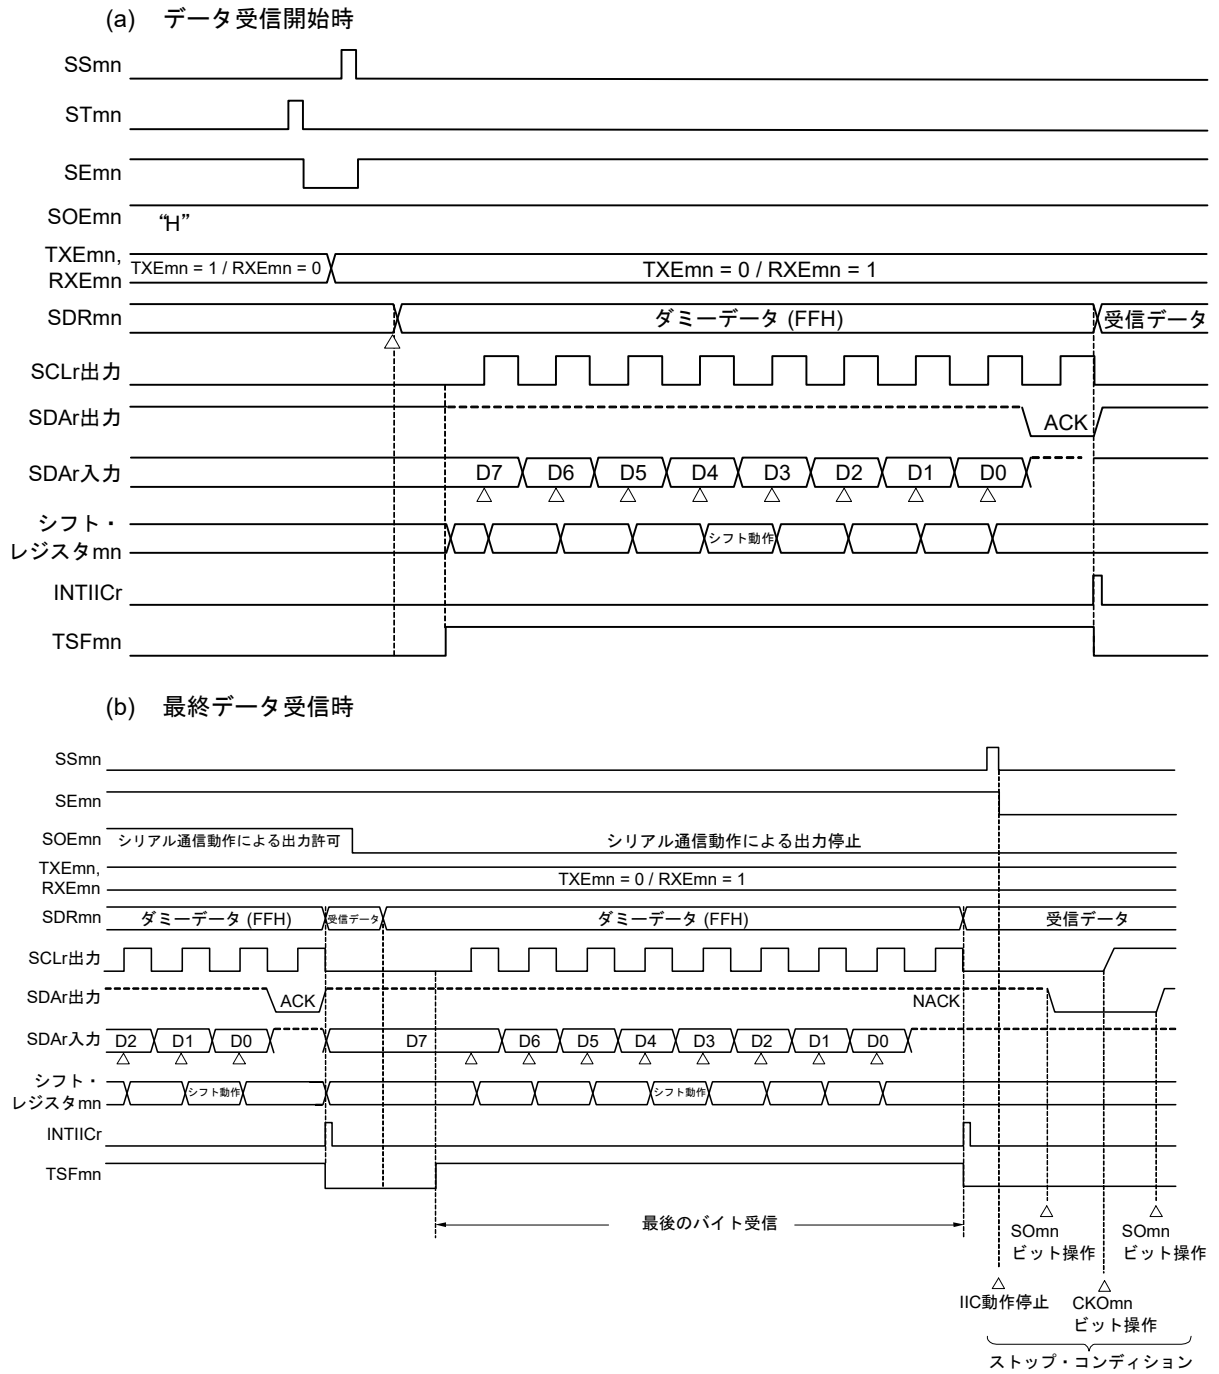 (a) データ受信開始時
SSmn
STmn
SEmn
SOEmn “H”
TXEmn,
RXEmn
TXEmn = 1 / RXEmn = 0
TXEmn = 0 / RXEmn = 1
SDRmn
ダミーデータ (FFH)
受信データ
SCLr出力
SDAr出力
ACK
SDAr入力
D7 D6 D5 D4 D3 D2 D1 D0
シフト・
レジスタmn
シフト動作
INTIICr
TSFmn
(b) 最終データ受信時
SSmn
SEmn
SOEmn
シリアル通信動作による出力許可
シリアル通信動作による出力停止
TXEmn,
RXEmn
TXEmn = 0 / RXEmn = 1
SDRmn
ダミーデータ (FFH)
受信データ
ダミーデータ (FFH)
受信データ
SCLr出力
SDAr出力
ACK
NACK
SDAr入力
D2 D1 D0 D7 D6 D5 D4 D3 D2 D1 D0
シフト・
レジスタmn
シフト動作
シフト動作
INTIICr
TSFmn
最後のバイト受信
SOmn
ビット操作
SOmn
ビット操作
IIC動作停止
CKOmn
ビット操作
ストップ・コンディション